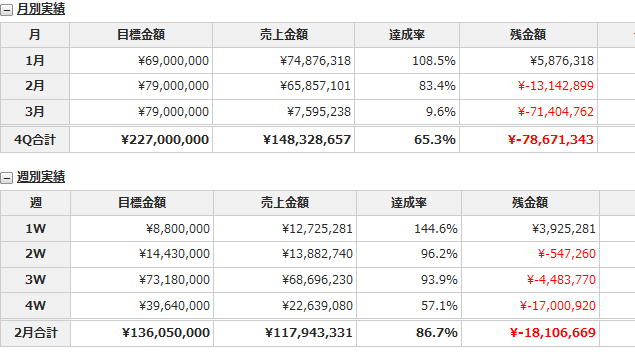 月別実績
月 目標金額 売上金額 達成率 残金額
1月 ¥69,000,000 ¥74,876,318 108.5% ¥5,876,318
2月 ¥79,000,000 ¥65,857,101 83.4% ¥-13,142,899
3月 ¥79,000,000 ¥7,595,238 9.6% ¥-71,404,762
4Q合計 ¥227,000,000 ¥148,328,657 65.3% ¥-78,671,343
週別実績
週 目標金額 売上金額 達成率 残金額
1W ¥8,800,000 ¥12,725,281 144.6% ¥3,925,281
2W ¥14,430,000 ¥13,882,740 96.2% ¥-547,260
3W ¥73,180,000 ¥68,696,230 93.9% ¥-4,483,770
4W ¥39,640,000 ¥22,639,080 57.1% ¥-17,000,920
2月合計 ¥136,050,000 ¥117,943,331 86.7% ¥-18,106,669